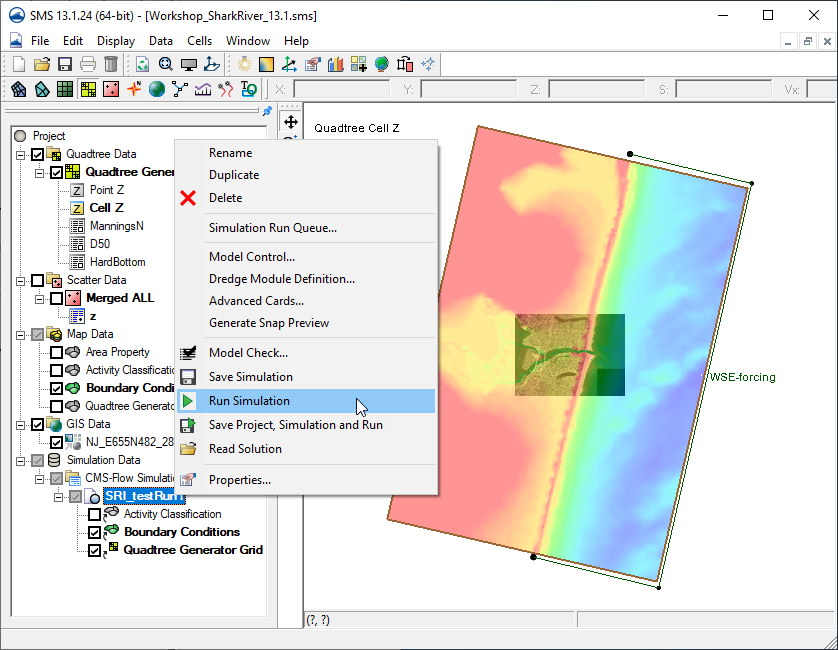 SMS 13.1.24 (64-bit) - [Workshop_SharkRiver_13.1.sms]
File Edit Display Data Cells Window Help
X: Y: Z: S: Vx:
Project
Quadtree Data
Quadtree Gener
Point Z
Cell Z
ManningsN
D50
HardBottom
Scatter Data
Merged ALL
z
Map Data
Area Property
Activity Classificatio
Boundary Condi
Quadtree Generato
GIS Data
NJ_E655N482_28
Simulation Data
CMS-Flow Simulati
SRI_testRun1
Activity Classification
Boundary Conditions
Quadtree Generator Grid
Rename
Duplicate
Delete
Simulation Run Queue...
Model Control...
Dredge Module Definition...
Advanced Cards...
Generate Snap Preview
Model Check...
Save Simulation
Run Simulation
Save Project, Simulation and Run
Read Solution
Properties...
Quadtree Cell Z
WSE-forcing
(?, ?)